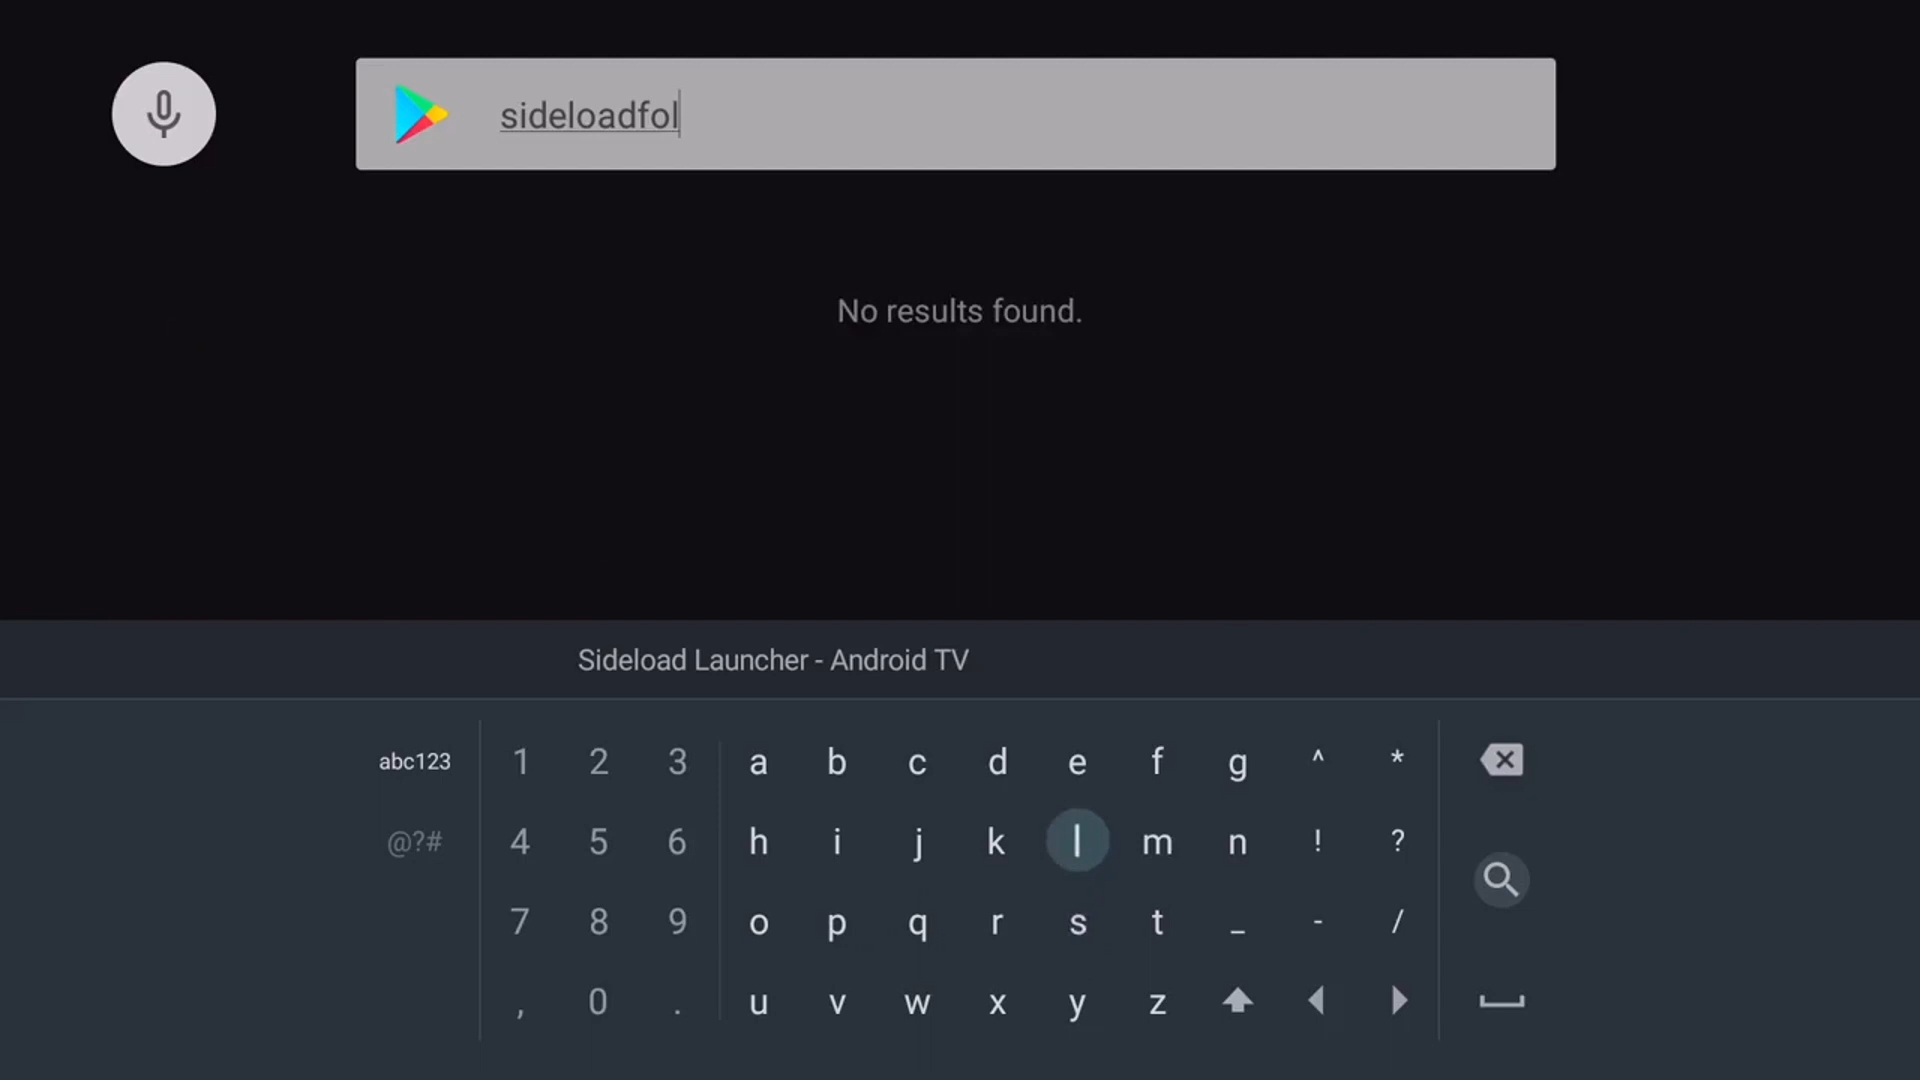 sideloadfol
No results found.
Sideload Launcher - Android TV
abc123 1 2 3 a b c d e f g ^ *
@?# 4 5 6 h i j k l m n ! ?
7 8 9 o p q r s t _ - /
, 0 . u v w x y z